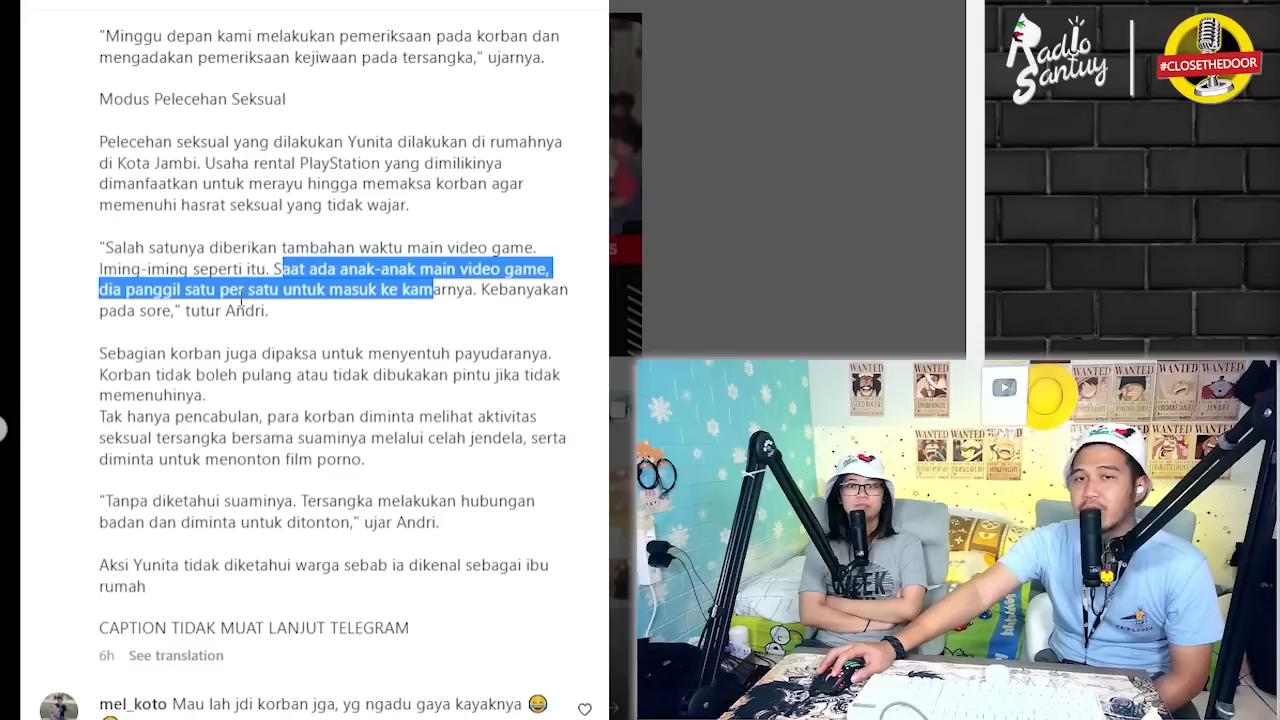 "Minggu depan kami melakukan pemeriksaan pada korban dan
mengadakan pemeriksaan kejiwaan pada tersangka," ujarnya.
Modus Pelecehan Seksual
Pelecehan seksual yang dilakukan Yunita dilakukan di rumahnya
di Kota Jambi. Usaha rental PlayStation yang dimilikinya
dimanfaatkan untuk merayu hingga memaksa korban agar
memenuhi hasrat seksual yang tidak wajar.
"Salah satunya diberikan tambahan waktu main video game.
Iming-iming seperti itu. Saat ada anak-anak main video game,
dia panggil satu per satu untuk masuk ke kamarnya. Kebanyakan
pada sore," tutur Andri.
Sebagian korban juga dipaksa untuk menyentuh payudaranya.
Korban tidak boleh pulang atau tidak dibukakan pintu jika tidak
memenuhinya.
Tak hanya pencabulan, para korban diminta melihat aktivitas
seksual tersangka bersama suaminya melalui celah jendela, serta
diminta untuk menonton film porno.
"Tanpa diketahui suaminya. Tersangka melakukan hubungan
badan dan diminta untuk ditonton," ujar Andri.
Aksi Yunita tidak diketahui warga sebab ia dikenal sebagai ibu
rumah
CAPTION TIDAK MUAT LANJUT TELEGRAM
6h See translation
mel_koto Mau lah jdi korban jga, yg ngadu gaya kayaknya 😂
Radio
Santuy
#CLOSETHEDOOR
S
WANTED
WANTED
WANTED
WANTED
WANTED
GOLD ROGER
JINBE
WANTED
WANTED
WANTED
WANTED
WANTED
WEEK